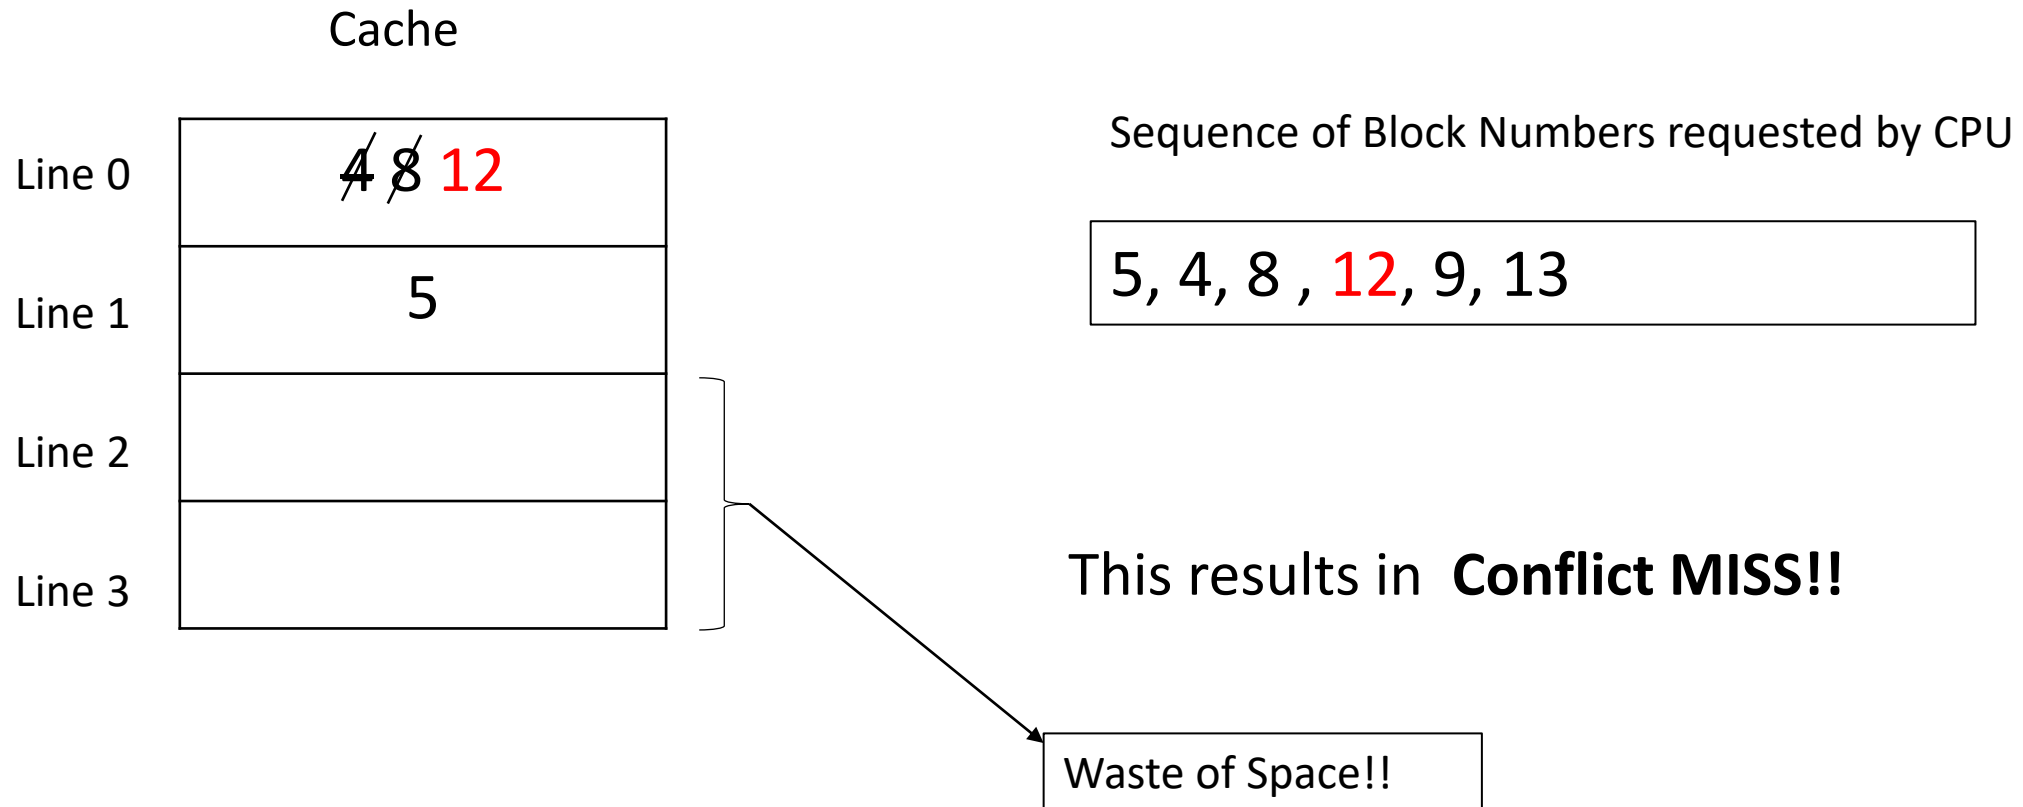 Cache
Sequence of Block Numbers requested by CPU
Line 0
4 8 12
5, 4, 8 , 12, 9, 13
Line 1
5
Line 2
Line 3
This results in Conflict MISS!!
Waste of Space!!